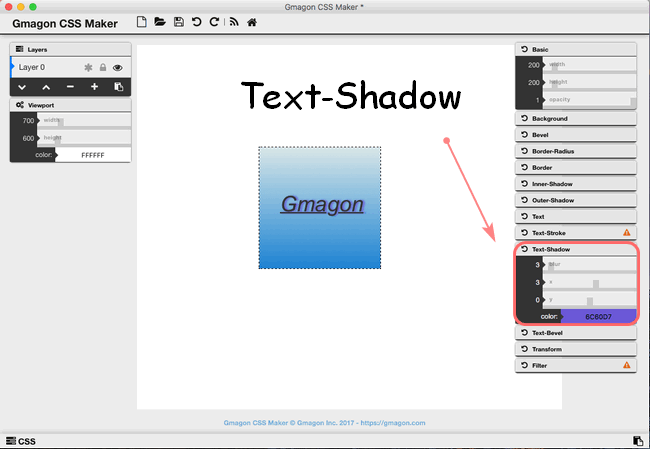 Gmagon CSS Maker *
Gmagon CSS Maker
Layers
Layer 0
Viewport
700 width
600 height
color: FFFFFF
Text-Shadow
Gmagon
Basic
200 width
200 height
1 opacity
Background
Bevel
Border-Radius
Border
Inner-Shadow
Outer-Shadow
Text
Text-Stroke
Text-Shadow
3 blur
3 x
0 y
color: 6C60D7
Text-Bevel
Transform
Filter
Gmagon CSS Maker © Gmagon Inc. 2017 - https://gmagon.com
CSS